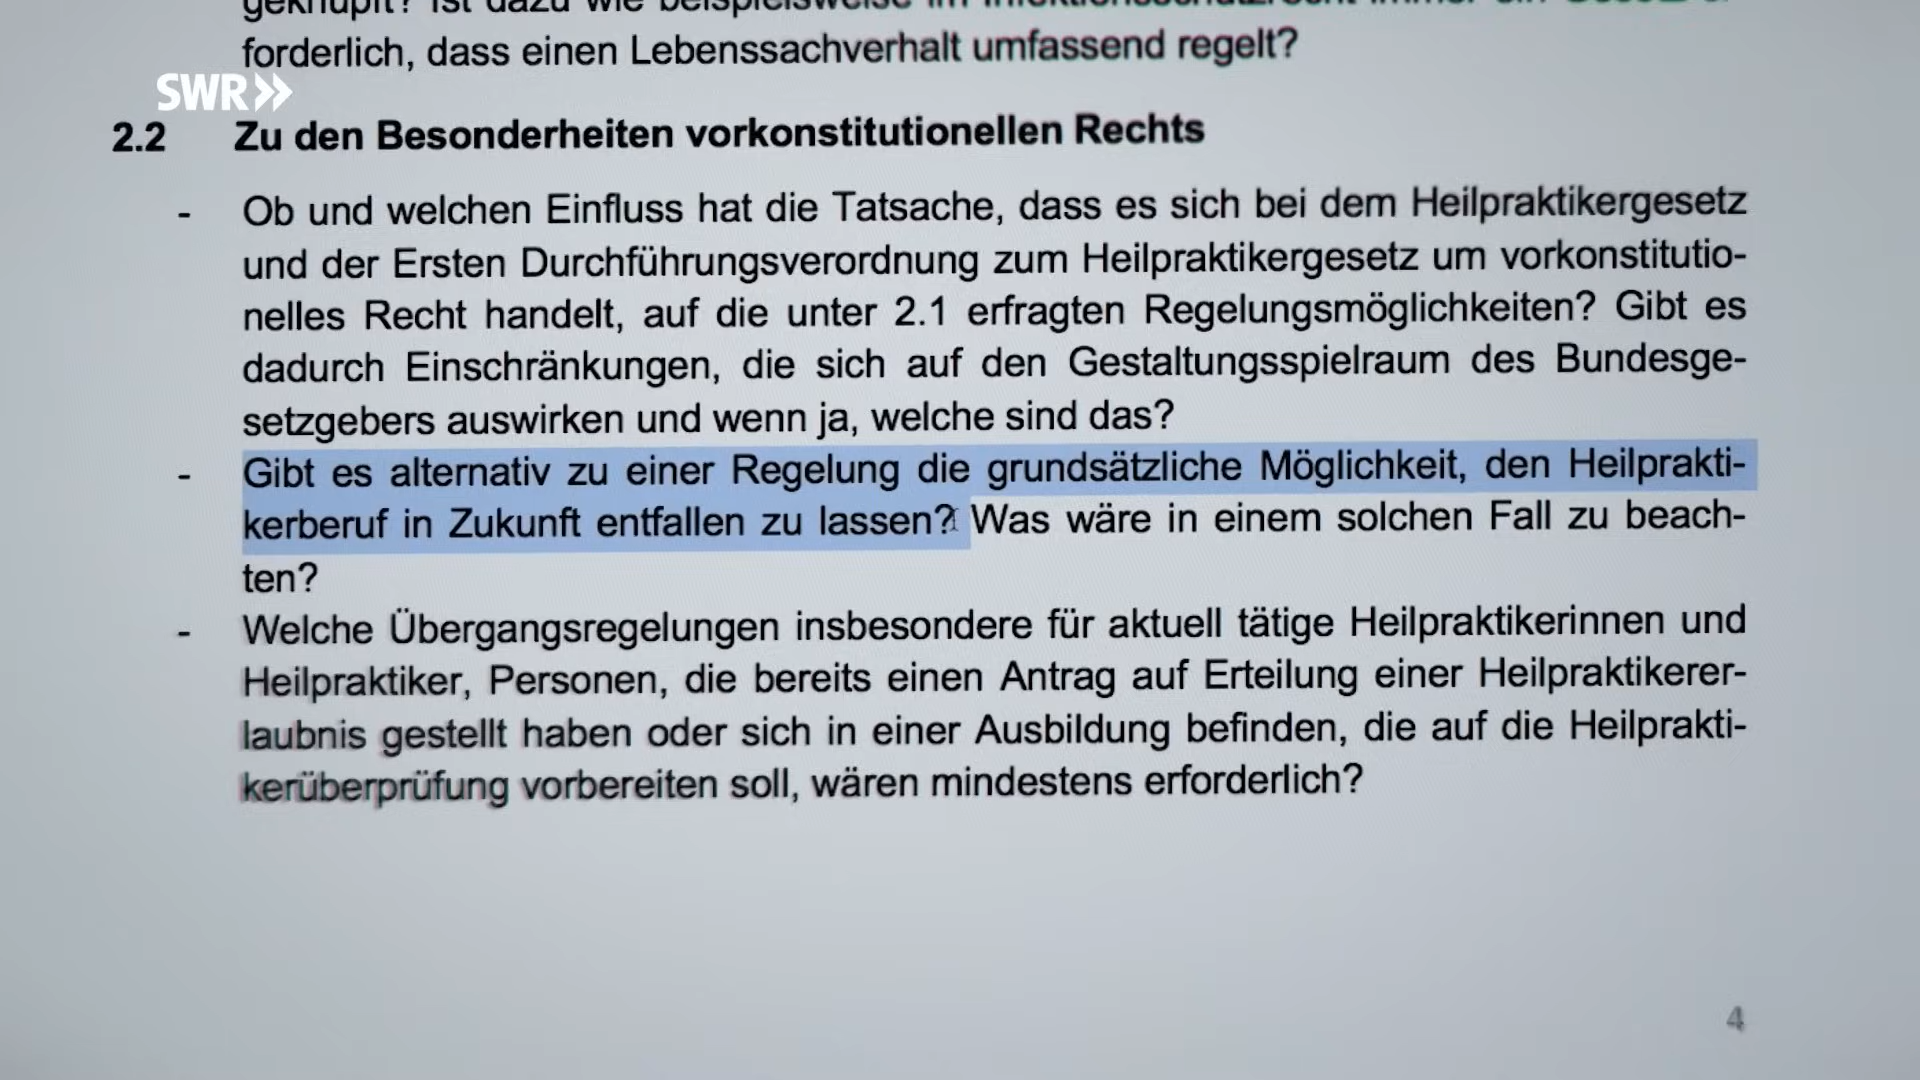 forderlich, dass einen Lebenssachverhalt umfassend regelt?
SWR»
2.2 Zu den Besonderheiten vorkonstitutionellen Rechts
- Ob und welchen Einfluss hat die Tatsache, dass es sich bei dem Heilpraktikergesetz
und der Ersten Durchführungsverordnung zum Heilpraktikergesetz um vorkonstitutio-
nelles Recht handelt, auf die unter 2.1 erfragten Regelungsmöglichkeiten? Gibt es
dadurch Einschränkungen, die sich auf den Gestaltungsspielraum des Bundesge-
setzgebers auswirken und wenn ja, welche sind das?
- Gibt es alternativ zu einer Regelung die grundsätzliche Möglichkeit, den Heilprakti-
kerberuf in Zukunft entfallen zu lassen? Was wäre in einem solchen Fall zu beach-
ten?
- Welche Übergangsregelungen insbesondere für aktuell tätige Heilpraktikerinnen und
Heilpraktiker, Personen, die bereits einen Antrag auf Erteilung einer Heilpraktikerer-
laubnis gestellt haben oder sich in einer Ausbildung befinden, die auf die Heilprakti-
kerüberprüfung vorbereiten soll, wären mindestens erforderlich?
4